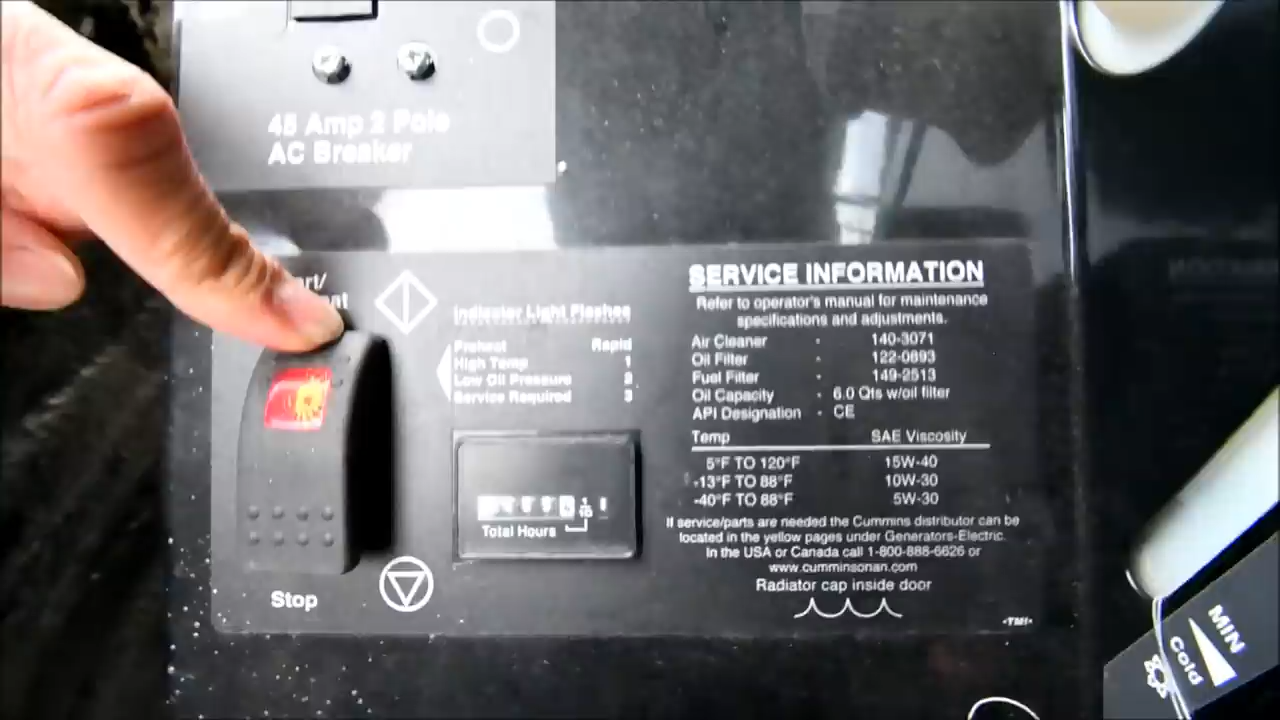 45 Amp 2 Pole
AC Breaker
Indicator Light Flashes
Preheat Rapid
High Temp 1
Low Oil Pressure 2
Service Required 3
Total Hours
1/10
Stop
SERVICE INFORMATION
Refer to operator's manual for maintenance
specifications and adjustments.
Air Cleaner - 140-3071
Oil Filter - 122-0893
Fuel Filter - 149-2513
Oil Capacity - 6.0 Qts w/oil filter
API Designation - CE
Temp SAE Viscosity
5°F TO 120°F 15W-40
-13°F TO 88°F 10W-30
-40°F TO 88°F 5W-30
If service/parts are needed the Cummins distributor can be
located in the yellow pages under Generators-Electric.
In the USA or Canada call 1-800-888-6626 or
www.cumminsonan.com
Radiator cap inside door
-TMI-
MIN
Cold